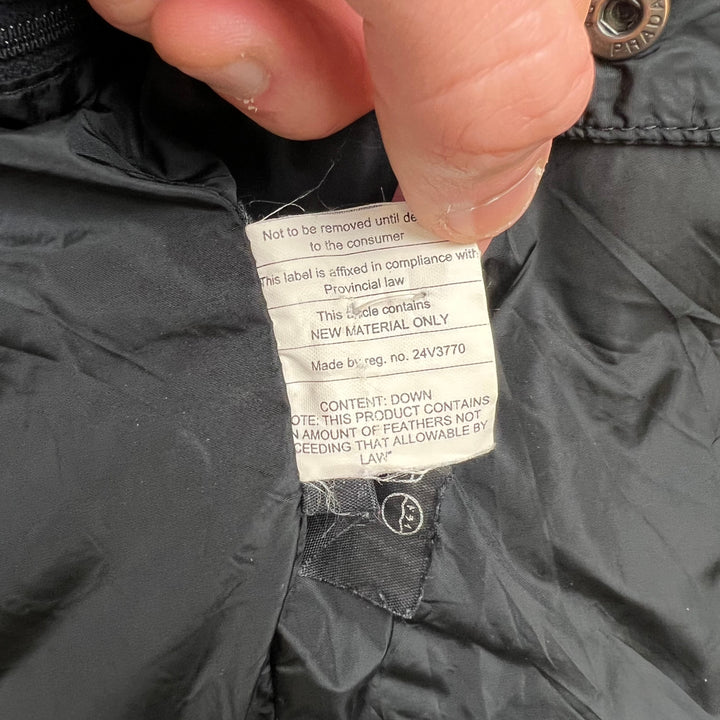 PRADA
Not to be removed until de
to the consumer
This label is affixed in compliance with
Provincial law
This cle contains
NEW MATERIAL ONLY
Made by reg. no. 24V3770
CONTENT: DOWN
OTE: THIS PRODUCT CONTAINS
N AMOUNT OF FEATHERS NOT
CEEDING THAT ALLOWABLE BY
LAW"